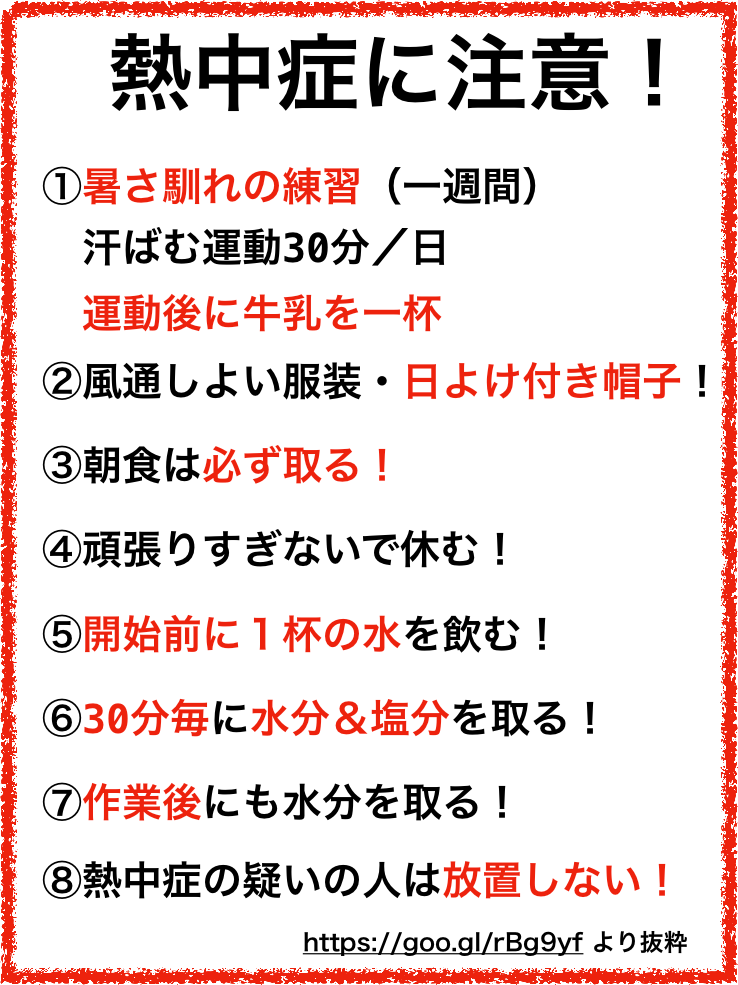 熱中症に注意！
①暑さ馴れの練習（一週間）
汗ばむ運動30分／日
運動後に牛乳を一杯
②風通しよい服装・日よけ付き帽子！
③朝食は必ず取る！
④頑張りすぎないで休む！
⑤開始前に１杯の水を飲む！
⑥30分毎に水分＆塩分を取る！
⑦作業後にも水分を取る！
⑧熱中症の疑いの人は放置しない！
https://goo.gl/rBg9yf より抜粋